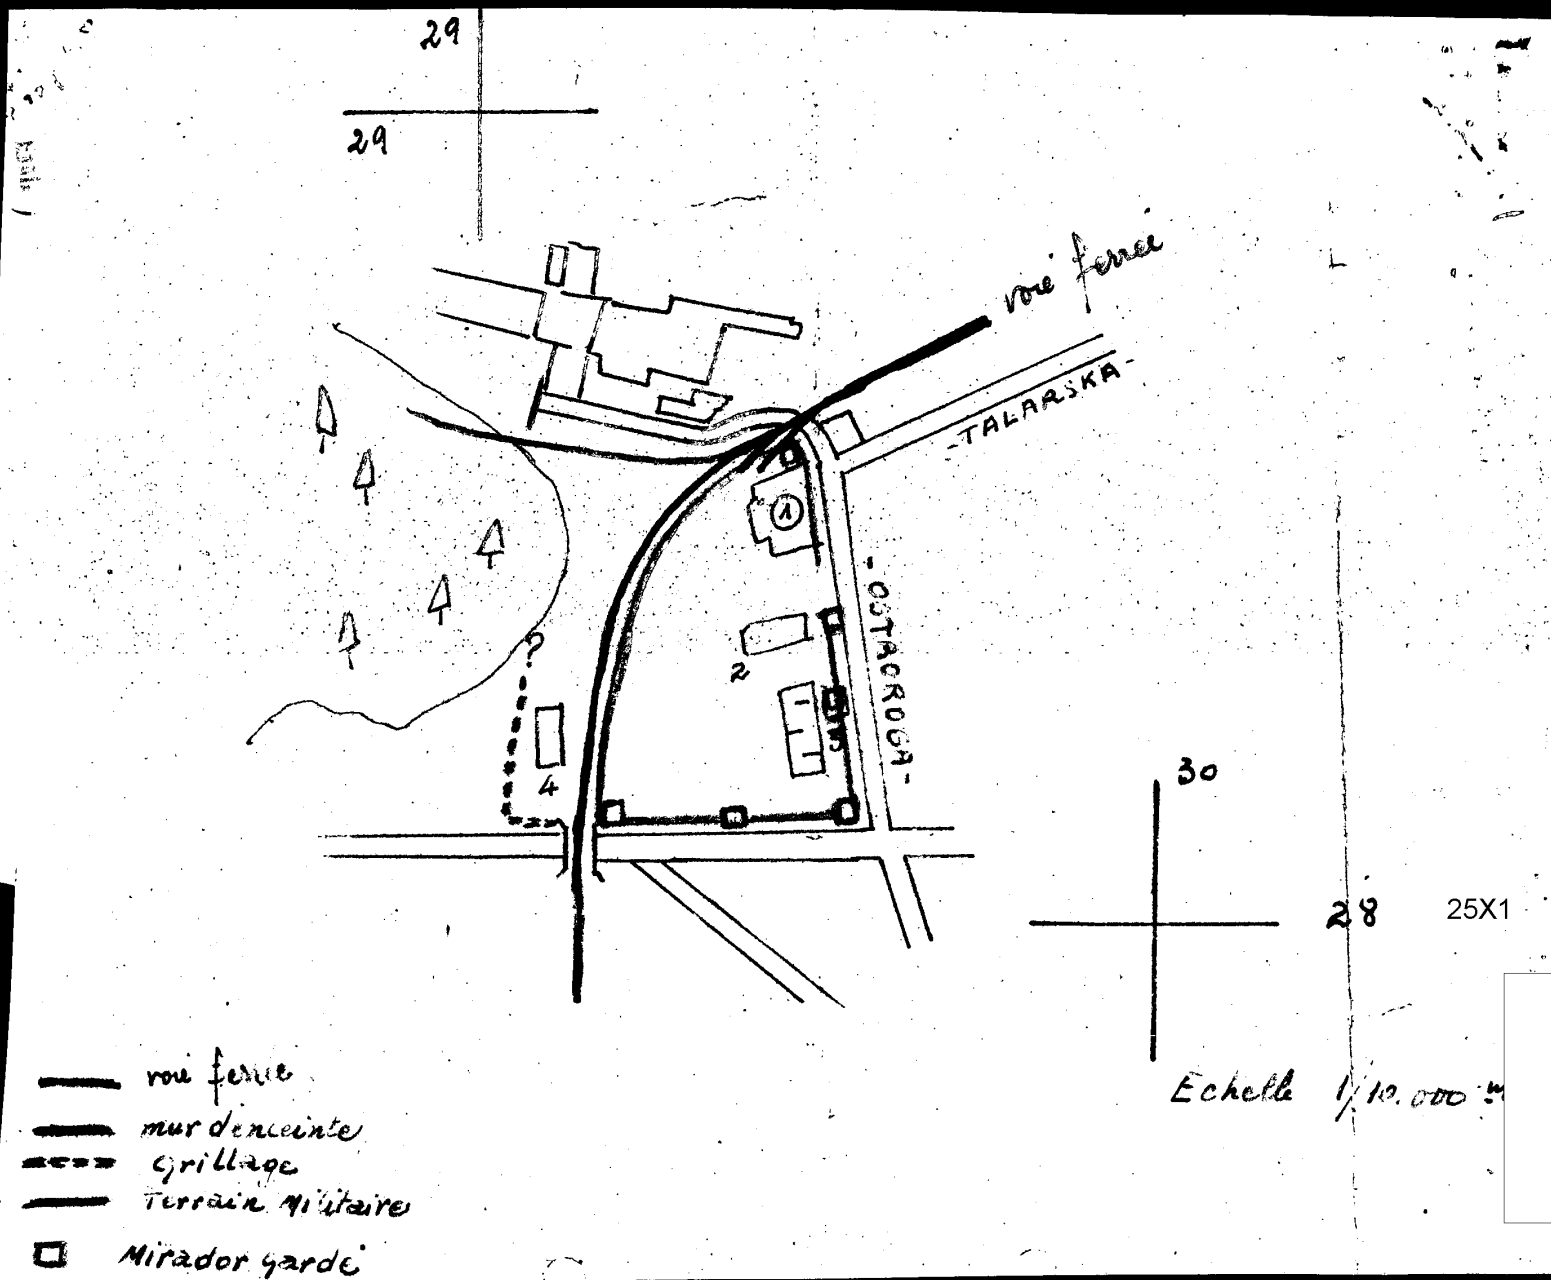 29
29
voie ferrée
-TALARSKA-
1
-OSTROROGA-
?
2
3
4
30
28
25X1
voie ferrée
mur d'enceinte
Grillage
Terrain Militaire
Mirador gardé
Echelle 1/10.000